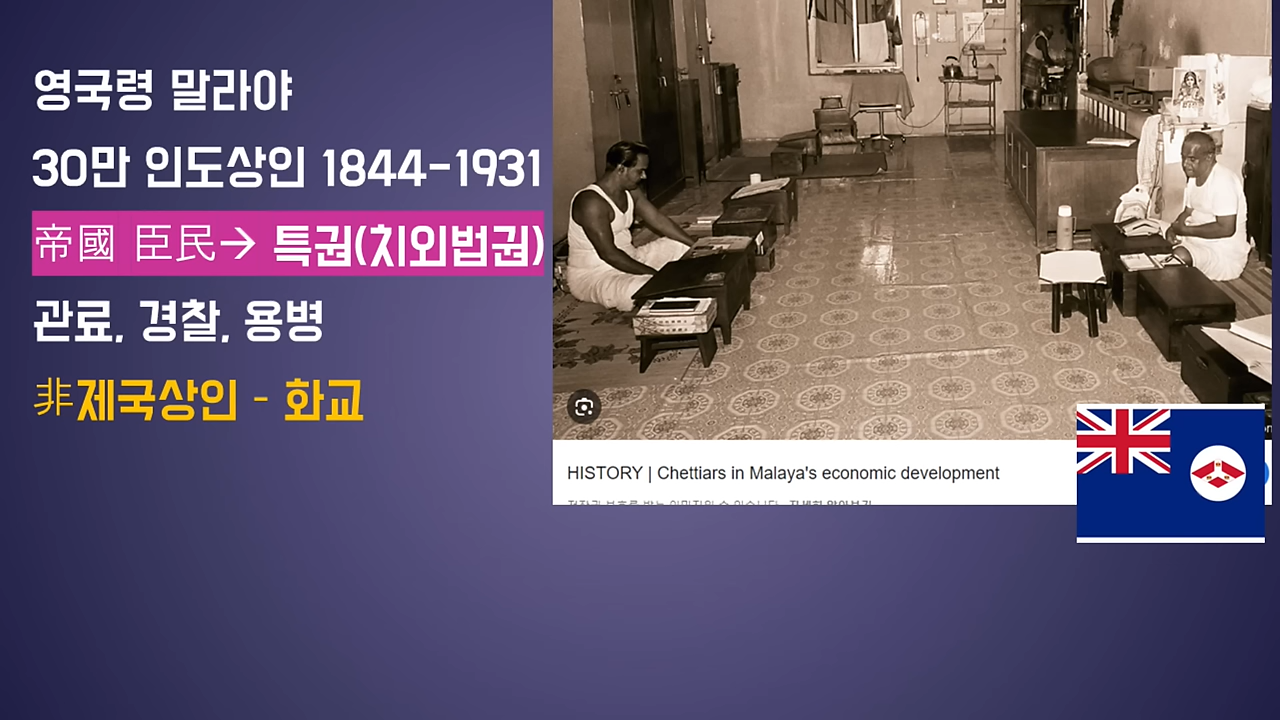 영국령 말라야
30만 인도상인 1844-1931
帝國 臣民→ 특권(치외법권)
관료, 경찰, 용병
非제국상인 - 화교
HISTORY | Chettiars in Malaya's economic development